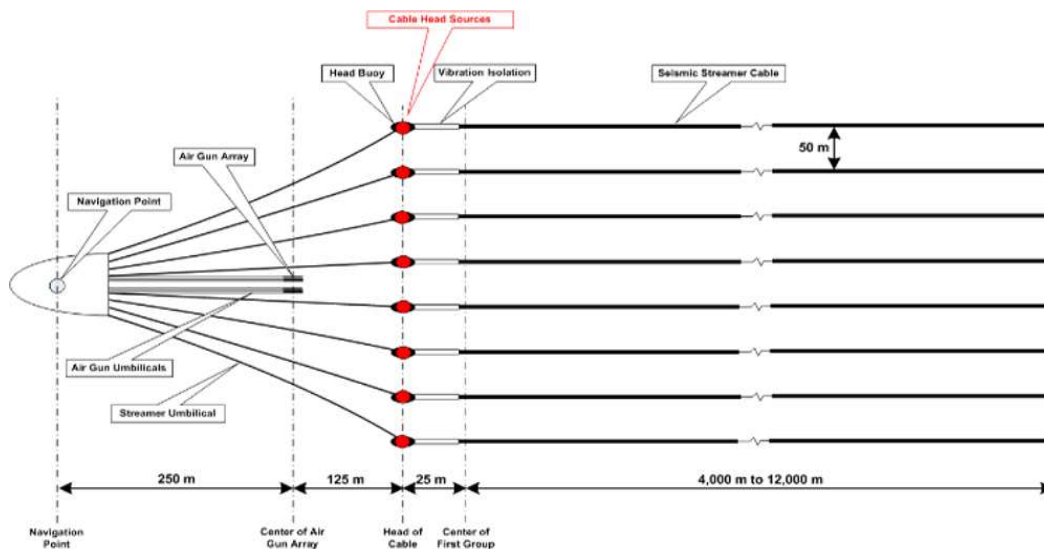 Cable Head Sources
Head Buoy
Vibration Isolation
Seismic Streamer Cable
50 m
Air Gun Array
Navigation Point
Air Gun Umbilicals
Streamer Umbilical
250 m
125 m
25 m
4,000 m to 12,000 m
Navigation
Point
Center of Air
Gun Array
Head of
Cable
Center of
First Group